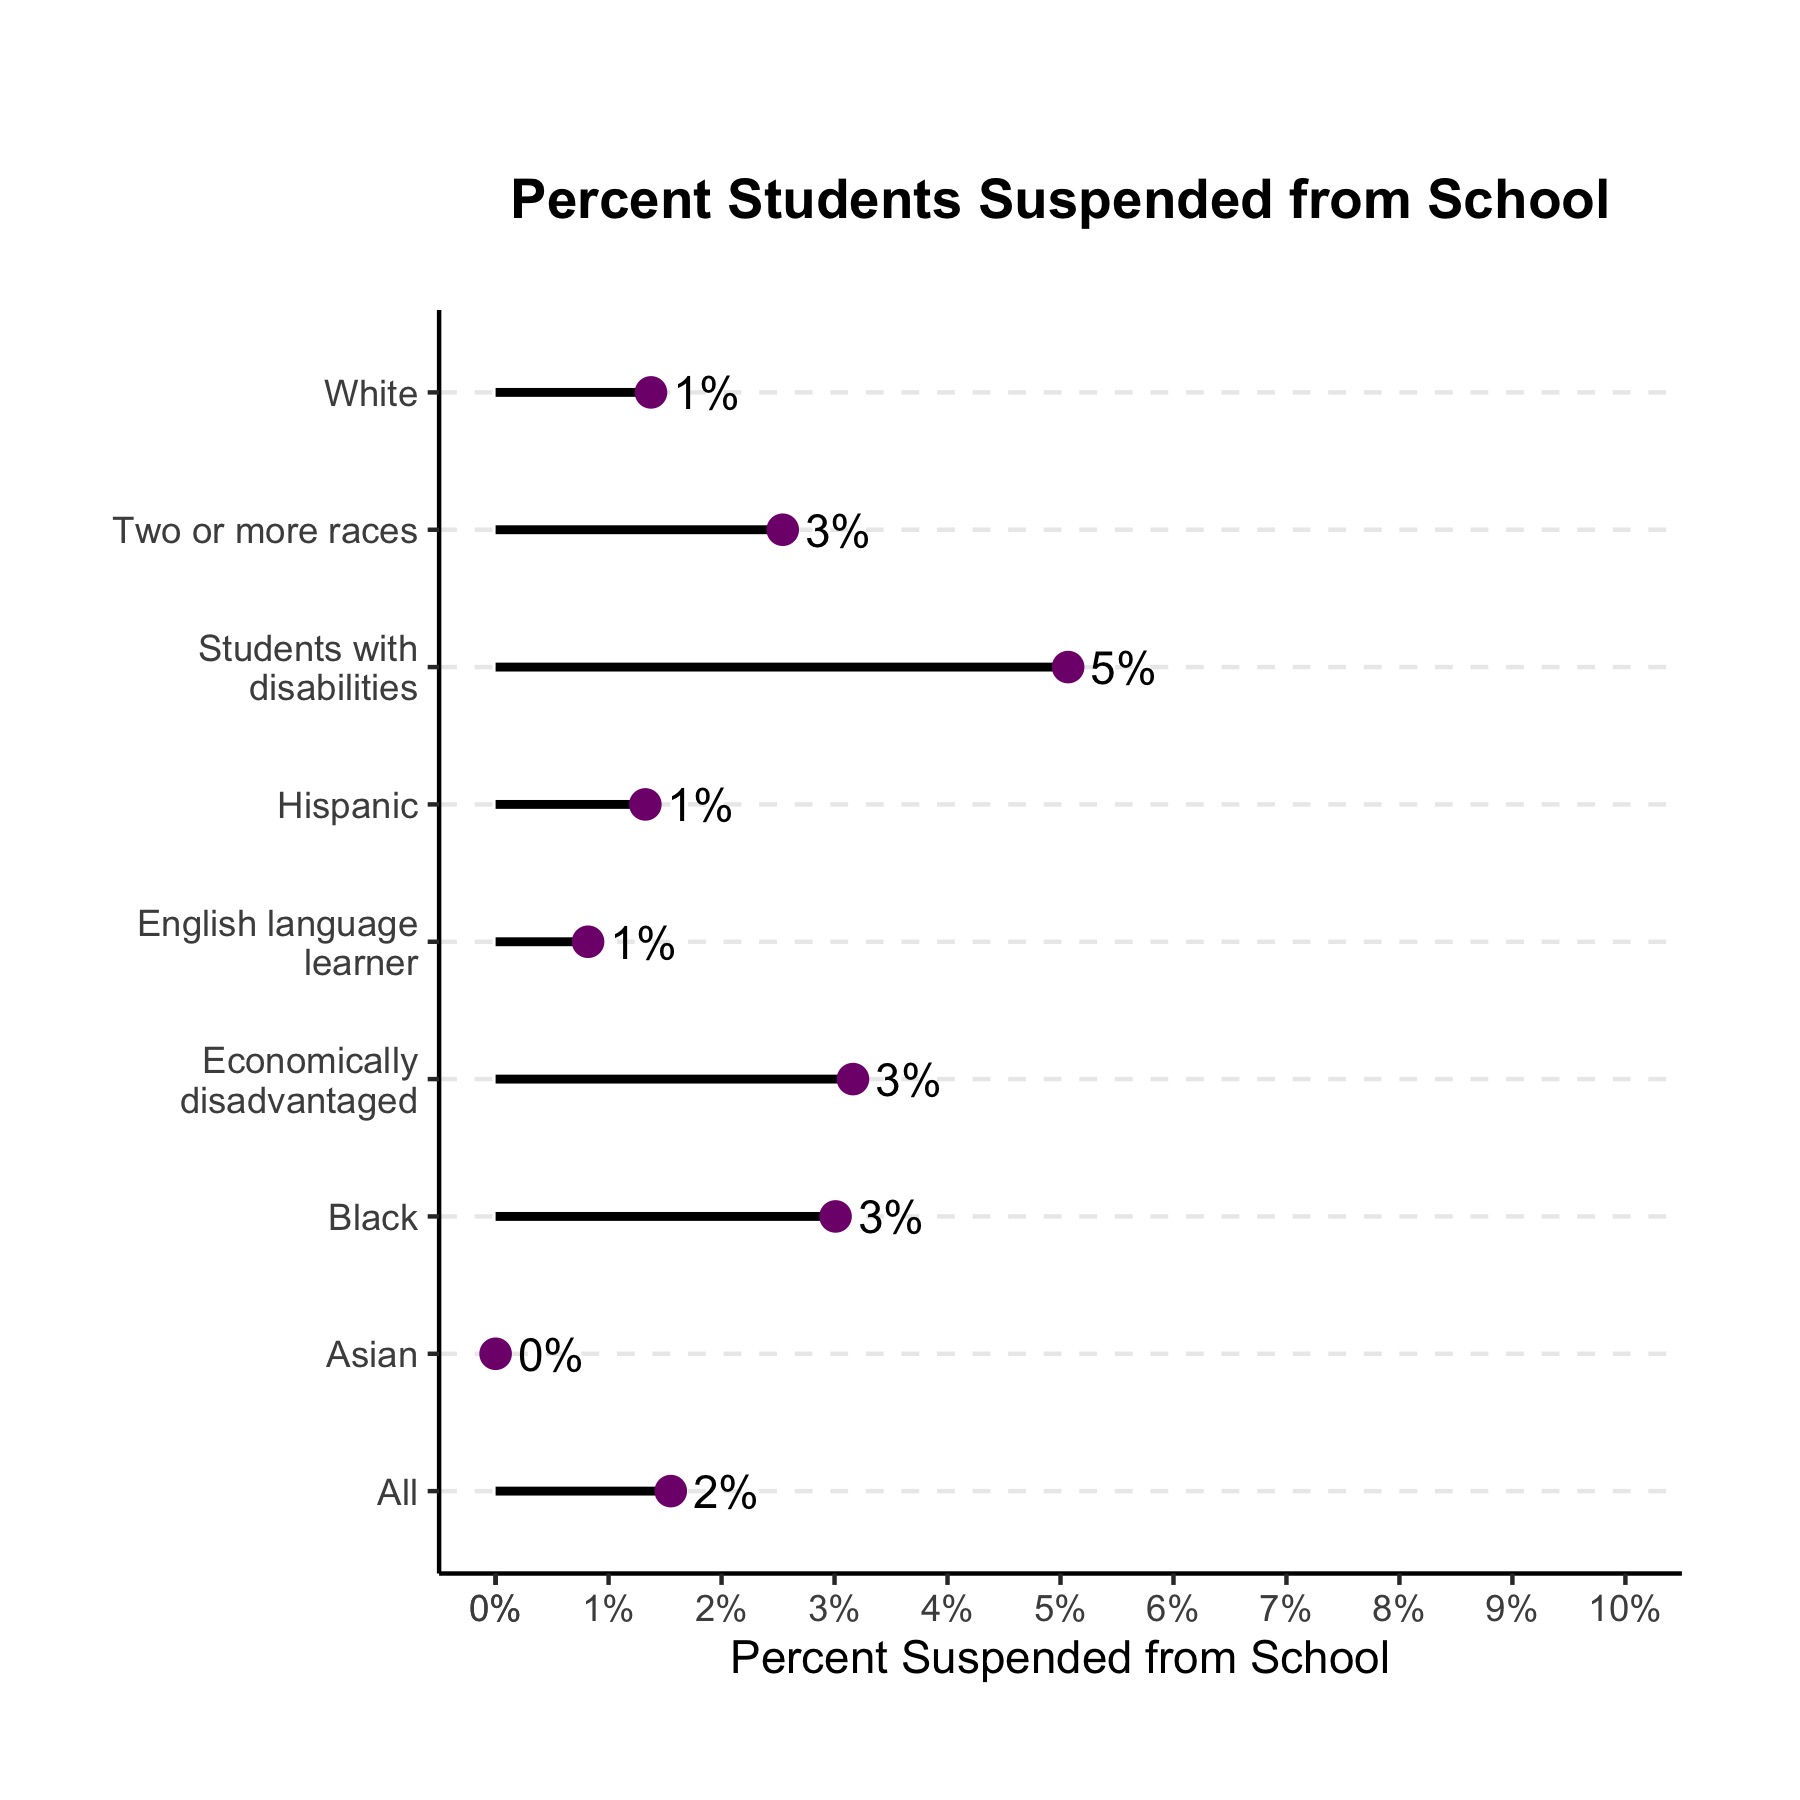 Percent Students Suspended from School
White
1%
Two or more races
3%
Students with
disabilities
5%
Hispanic
1%
English language
learner
1%
Economically
disadvantaged
3%
Black
3%
Asian
0%
All
2%
0% 1% 2% 3% 4% 5% 6% 7% 8% 9% 10%
Percent Suspended from School